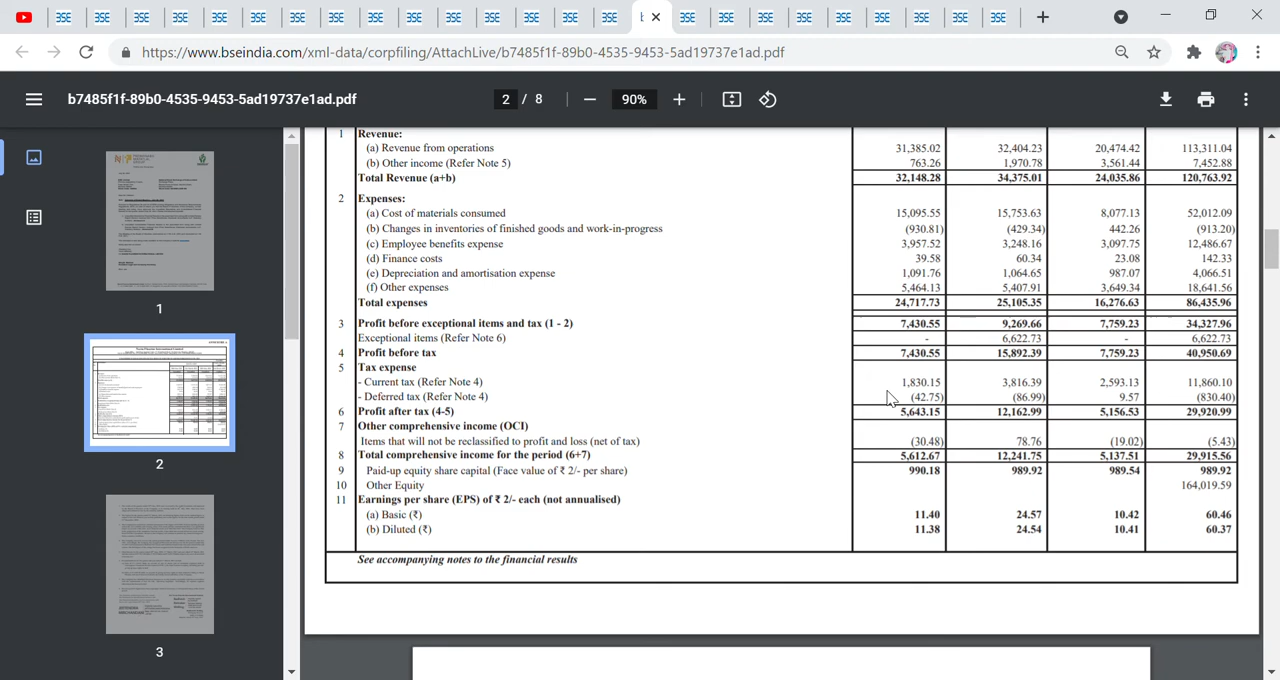 https://www.bseindia.com/xml-data/corpfiling/AttachLive/b7485f1f-89b0-4535-9453-5ad19737e1ad.pdf
b7485f1f-89b0-4535-9453-5ad19737e1ad.pdf 2 / 8 90%
1 Revenue:
(a) Revenue from operations 31,385.02 32,404.23 20,474.42 113,311.04
(b) Other income (Refer Note 5) 763.26 1,970.78 3,561.44 7,452.88
Total Revenue (a+b) 32,148.28 34,375.01 24,035.86 120,763.92
2 Expenses:
(a) Cost of materials consumed 15,095.55 15,753.63 8,077.13 52,012.09
(b) Changes in inventories of finished goods and work-in-progress (930.81) (429.34) 442.26 (913.20)
(c) Employee benefits expense 3,957.52 3,248.16 3,097.75 12,486.67
(d) Finance costs 39.58 60.34 23.08 142.33
(e) Depreciation and amortisation expense 1,091.76 1,064.65 987.07 4,066.51
(f) Other expenses 5,464.13 5,407.91 3,649.34 18,641.56
Total expenses 24,717.73 25,105.35 16,276.63 86,435.96
3 Profit before exceptional items and tax (1 - 2) 7,430.55 9,269.66 7,759.23 34,327.96
Exceptional items (Refer Note 6) - 6,622.73 - 6,622.73
4 Profit before tax 7,430.55 15,892.39 7,759.23 40,950.69
5 Tax expense
- Current tax (Refer Note 4) 1,830.15 3,816.39 2,593.13 11,860.10
- Deferred tax (Refer Note 4) (42.75) (86.99) 9.57 (830.40)
6 Profit after tax (4-5) 5,643.15 12,162.99 5,156.53 29,920.99
7 Other comprehensive income (OCI)
Items that will not be reclassified to profit and loss (net of tax) (30.48) 78.76 (19.02) (5.43)
8 Total comprehensive income for the period (6+7) 5,612.67 12,241.75 5,137.51 29,915.56
9 Paid-up equity share capital (Face value of ₹ 2/- per share) 990.18 989.92 989.54 989.92
10 Other Equity 164,019.59
11 Earnings per share (EPS) of ₹ 2/- each (not annualised)
(a) Basic (₹) 11.40 24.57 10.42 60.46
(b) Diluted (₹) 11.38 24.54 10.41 60.37
See accompanying notes to the financial results
1
2
3